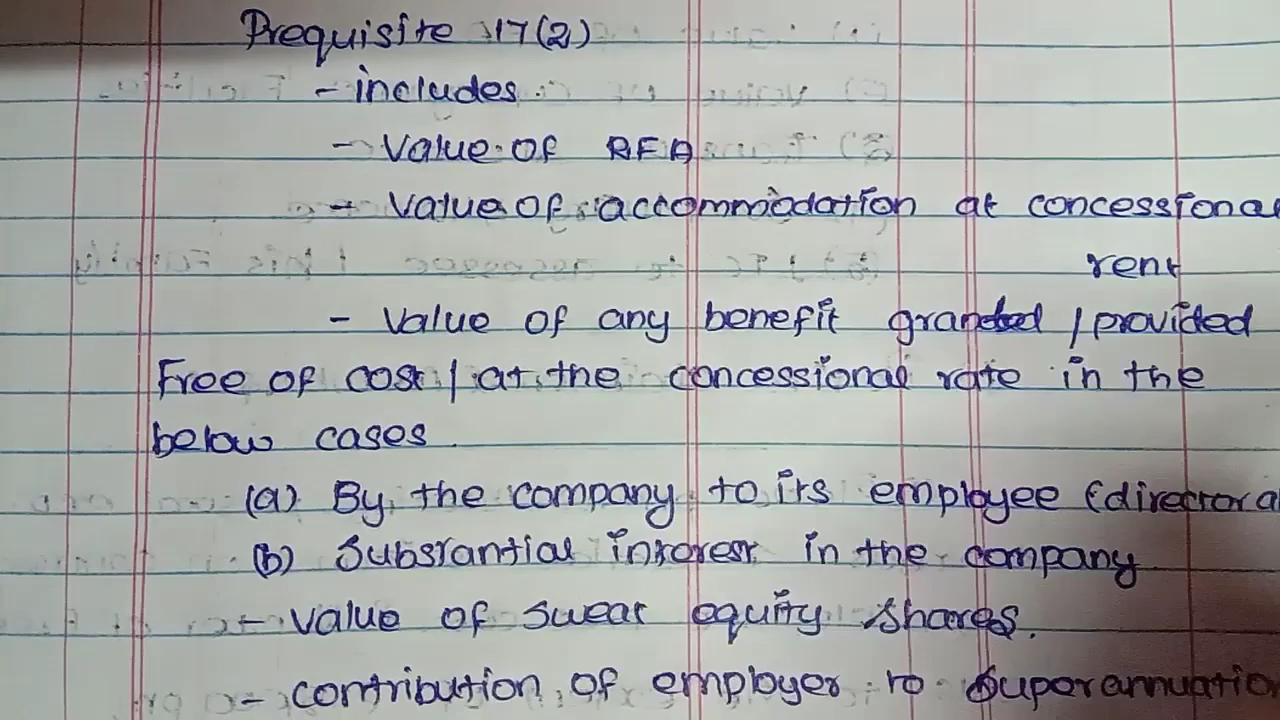 Prequisite 17(2)
- includes
- Value of RFA
- Value of accommodation at concessional
rent
- Value of any benefit granted / provided
Free of cost / at the concessional rate in the
below cases
(a) By the company to its employee (director a
(b) Substantial interest in the company
- Value of swear equity shares.
- contribution of employer to Superannuatio